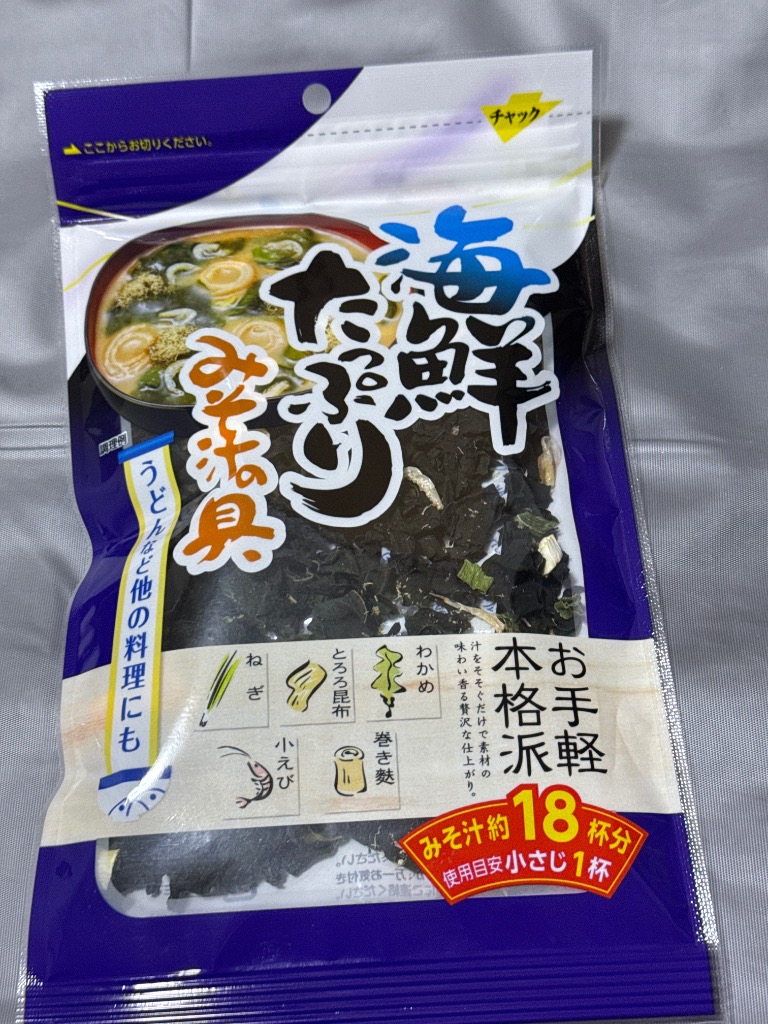 ここからお切りください。
チャック
海鮮
たっぷり
みそ汁の具
調理例
うどんなど他の料理にも
お手軽
本格派
汁をそそぐだけで素材の
味わい香る贅沢な仕上がり。
わかめ
とろろ昆布
ねぎ
巻き麩
小えび
みそ汁約18杯分
使用目安小さじ1杯